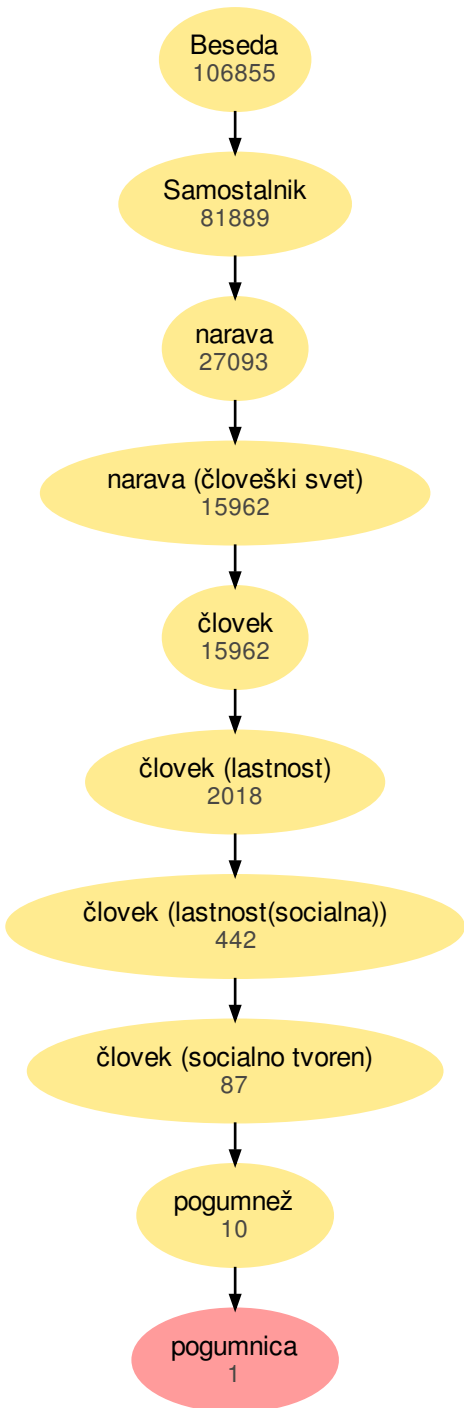 Beseda
106855
Samostalnik
81889
narava
27093
narava (človeški svet)
15962
človek
15962
človek (lastnost)
2018
človek (lastnost(socialna))
442
človek (socialno tvoren)
87
pogumnež
10
pogumnica
1